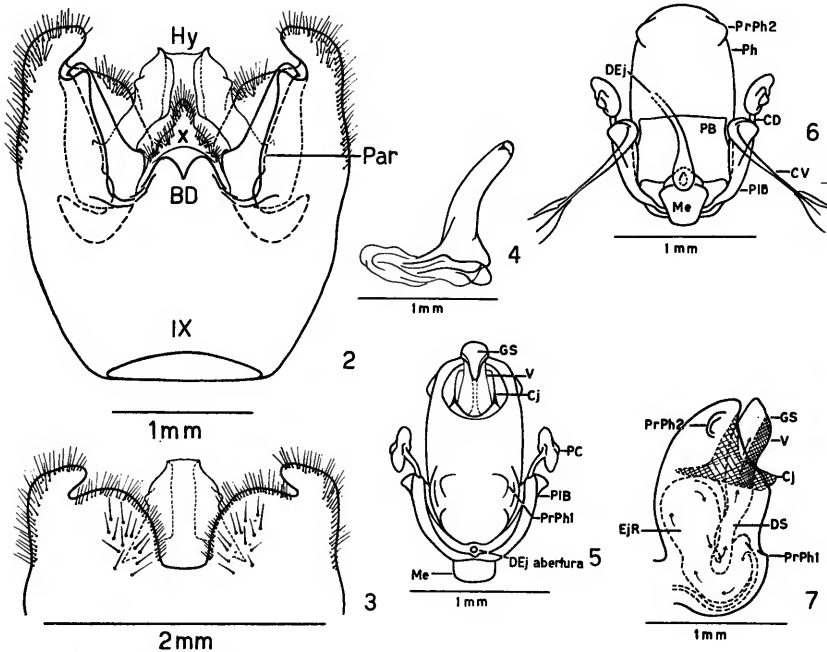 Hy
X
Par
BD
IX
2
1mm
3
2mm
4
1mm
GS
V
Cj
PC
PlB
PrPh1
DEj abertura
Me
5
1mm
PrPh2
Ph
DEj
CD
PB
CV
PlB
Me
6
1mm
PrPh2
GS
V
Cj
EjR
DS
PrPh1
7
1mm